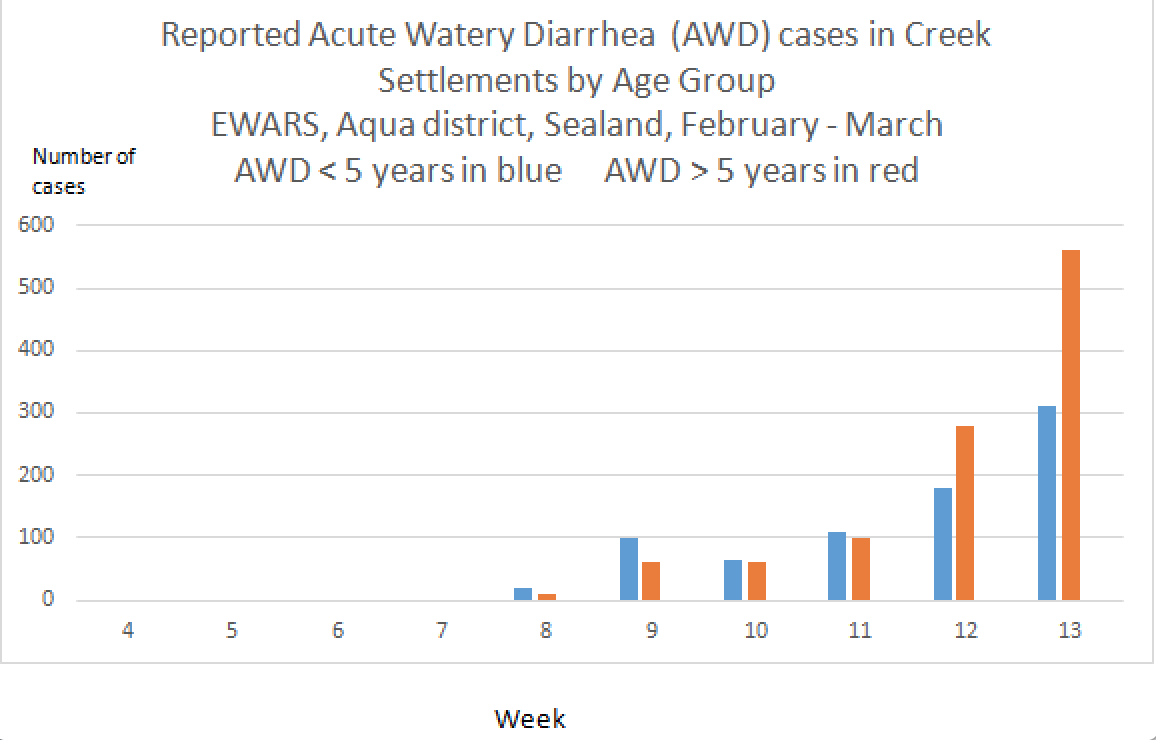 Reported Acute Watery Diarrhea (AWD) cases in Creek
Settlements by Age Group
EWARS, Aqua district, Sealand, February - March
AWD < 5 years in blue AWD > 5 years in red
Number of
cases
600
500
400
300
200
100
0
4 5 6 7 8 9 10 11 12 13
Week